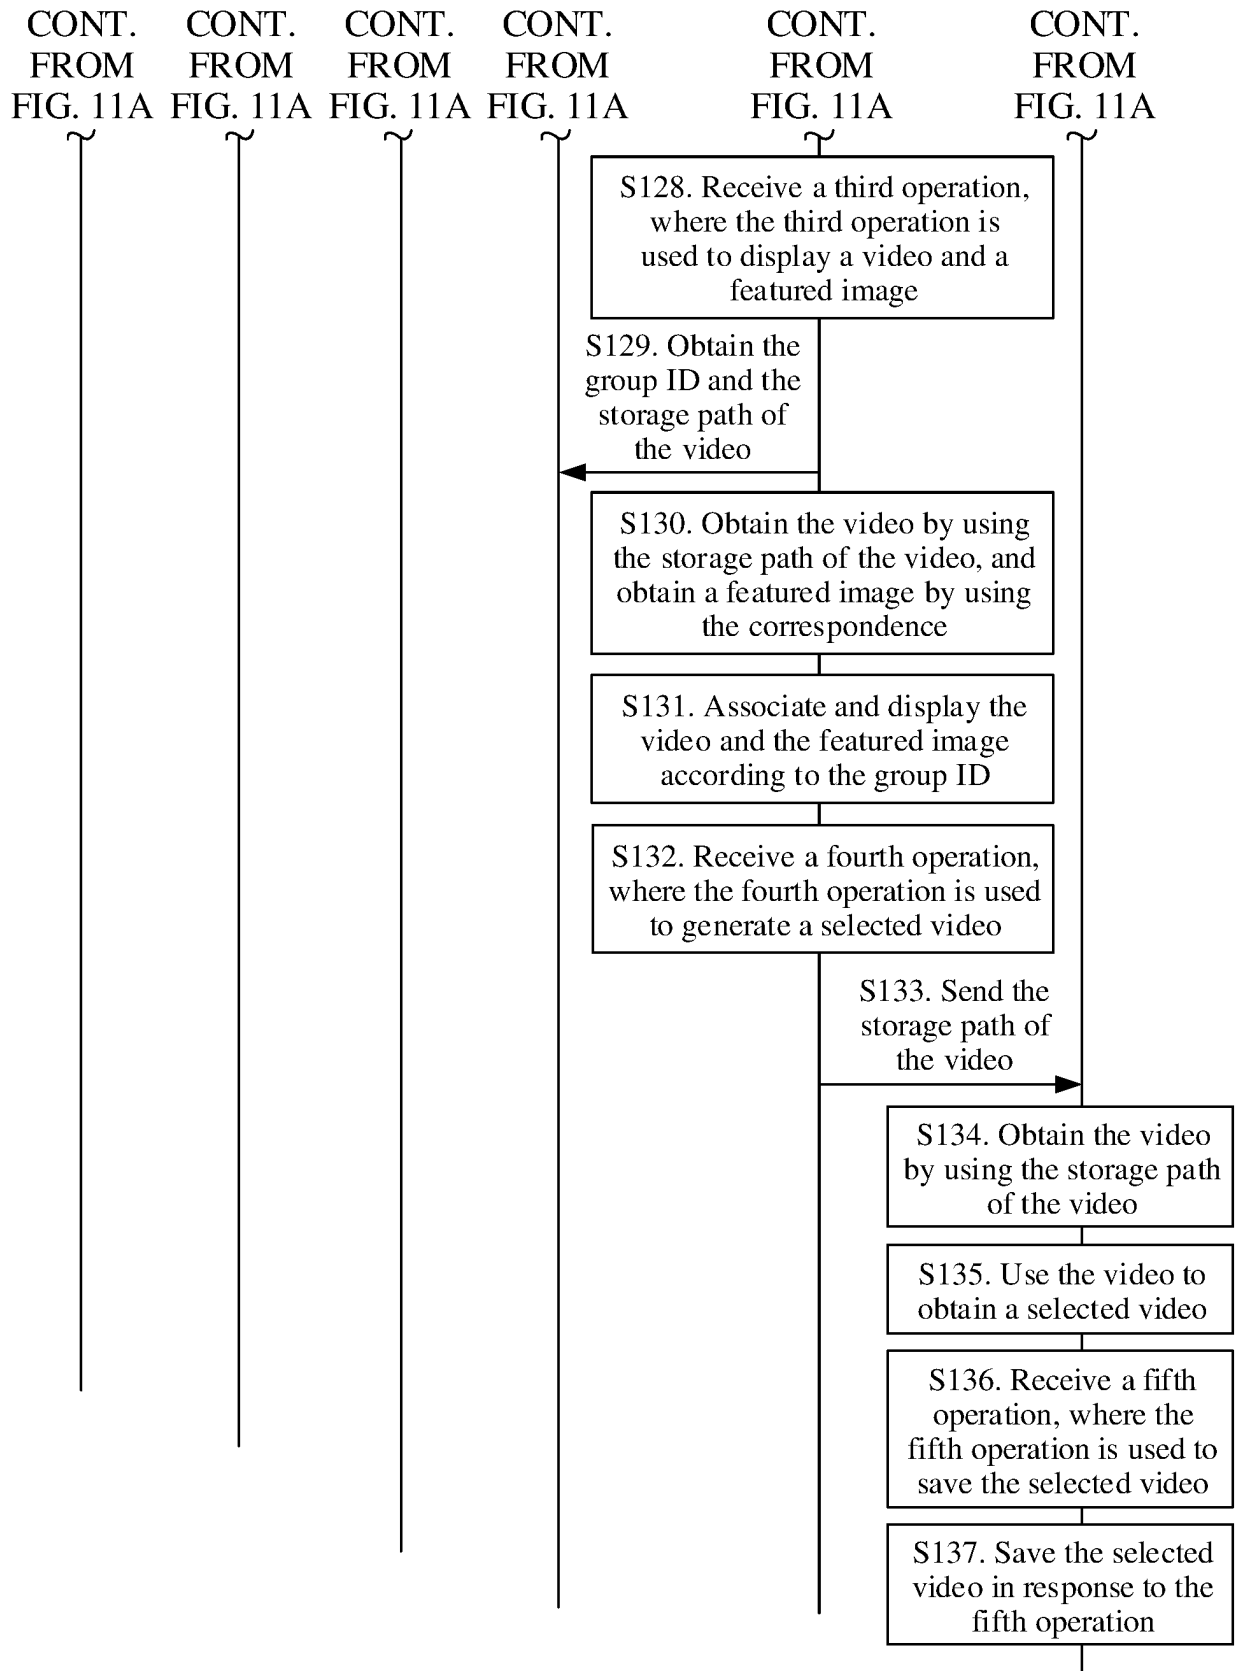 CONT.
FROM
FIG. 11A
CONT.
FROM
FIG. 11A
CONT.
FROM
FIG. 11A
CONT.
FROM
FIG. 11A
CONT.
FROM
FIG. 11A
CONT.
FROM
FIG. 11A
S128. Receive a third operation,
where the third operation is
used to display a video and a
featured image
S129. Obtain the
group ID and the
storage path of
the video
S130. Obtain the video by using
the storage path of the video, and
obtain a featured image by using
the correspondence
S131. Associate and display the
video and the featured image
according to the group ID
S132. Receive a fourth operation,
where the fourth operation is used
to generate a selected video
S133. Send the
storage path of
the video
S134. Obtain the video
by using the storage path
of the video
S135. Use the video to
obtain a selected video
S136. Receive a fifth
operation, where the
fifth operation is used to
save the selected video
S137. Save the selected
video in response to the
fifth operation